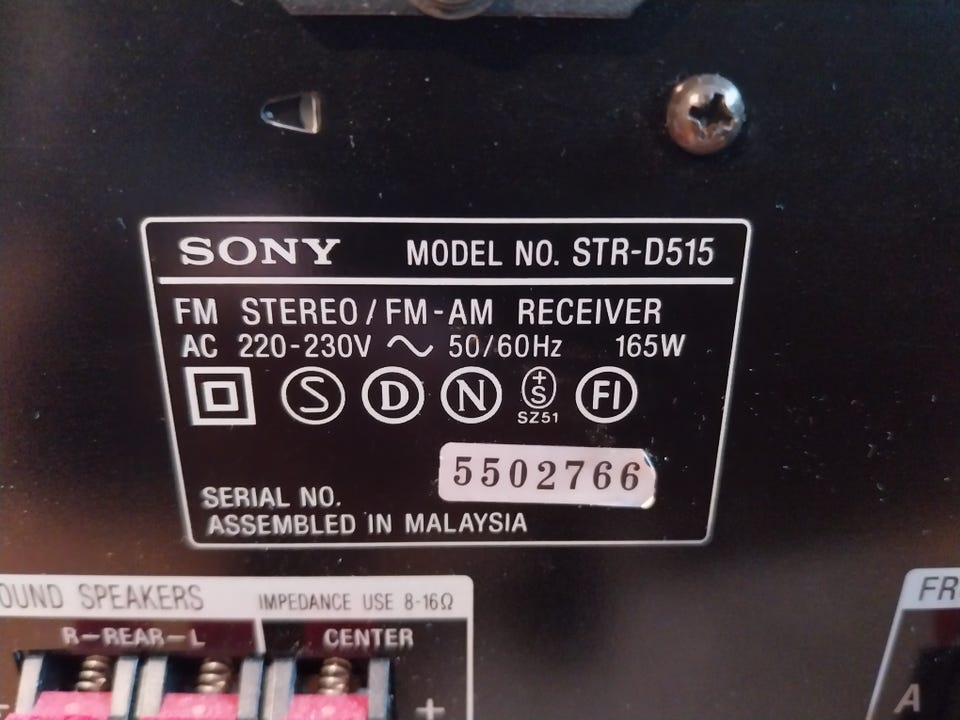 SONY MODEL NO. STR-D515
FM STEREO / FM-AM RECEIVER
AC 220-230V ~ 50/60Hz 165W
S D N +S FI
SZ51
5502766
SERIAL NO.
ASSEMBLED IN MALAYSIA
OUND SPEAKERS IMPEDANCE USE 8-16Ω
R-REAR-L CENTER
- +
FR
A